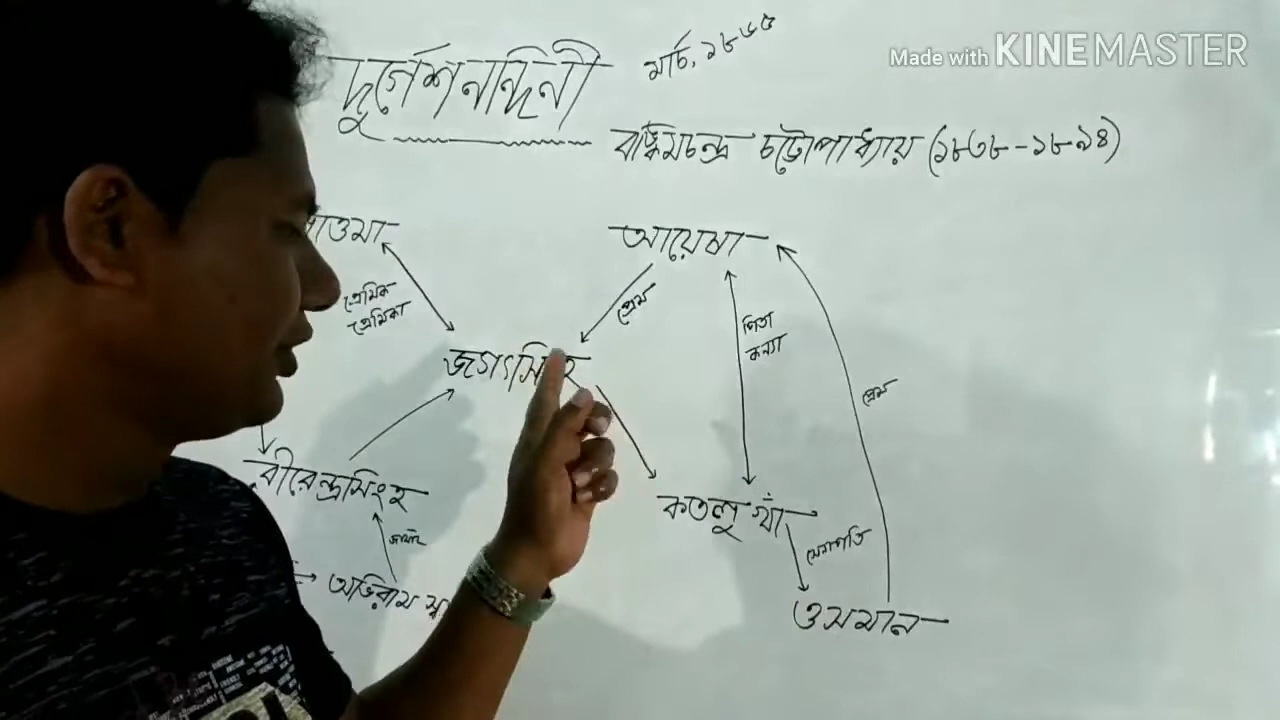 Made with KINEMASTER
দুর্গেশনন্দিনী
মার্চ, ১৮৬৫
বঙ্কিমচন্দ্র চট্টোপাধ্যায় (১৮৩৮-১৮৯৪)
আয়েষা
প্রেমিক
প্রেমিকা
প্রেম
পিতা
কন্যা
জগৎসিংহ
প্রেম
বীরেন্দ্রসিংহ
কতলু খাঁ
সেনাপতি
অভিরাম
ওসমান